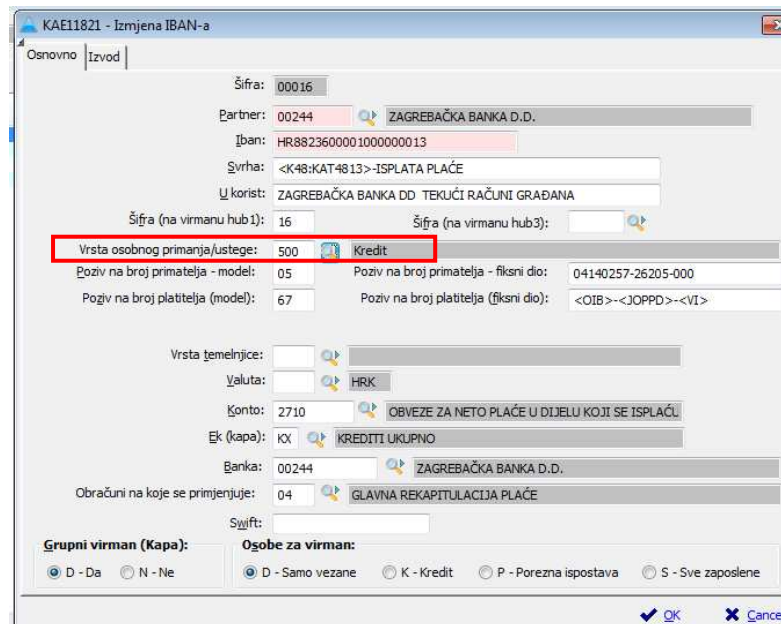 KAE11821 - Izmjena IBAN-a
Osnovno Izvod
Šifra: 00016
Partner: 00244 ZAGREBAČKA BANKA D.D.
Iban: HR8823600001000000013
Svrha: <K48:KAT4813>-ISPLATA PLAĆE
U korist: ZAGREBAČKA BANKA DD TEKUĆI RAČUNI GRAĐANA
Šifra (na virmanu hub1): 16 Šifra (na virmanu hub3):
Vrsta osobnog primanja/ustege: 500 Kredit
Poziv na broj primatelja - model: 05 Poziv na broj primatelja - fiksni dio: 04140257-26205-000
Poziv na broj platitelja (model): 67 Poziv na broj platitelja (fiksni dio): <OIB>-<JOPPD>-<VI>
Vrsta temeljnice:
Valuta: HRK
Konto: 2710 OBVEZE ZA NETO PLAĆE U DIJELU KOJI SE ISPLAĆU
Ek (kapa): KX KREDITI UKUPNO
Banka: 00244 ZAGREBAČKA BANKA D.D.
Obračuni na koje se primjenjuje: 04 GLAVNA REKAPITULACIJA PLAĆE
Swift:
Grupni virman (Kapa): Osobe za virman:
D - Da N - Ne D - Samo vezane K - Kredit P - Porezna ispostava S - Sve zaposlene
OK Cance